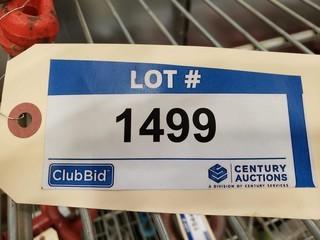 LOT #
1499
ClubBid
CENTURY
AUCTIONS
A DIVISION OF CENTURY SERVICES